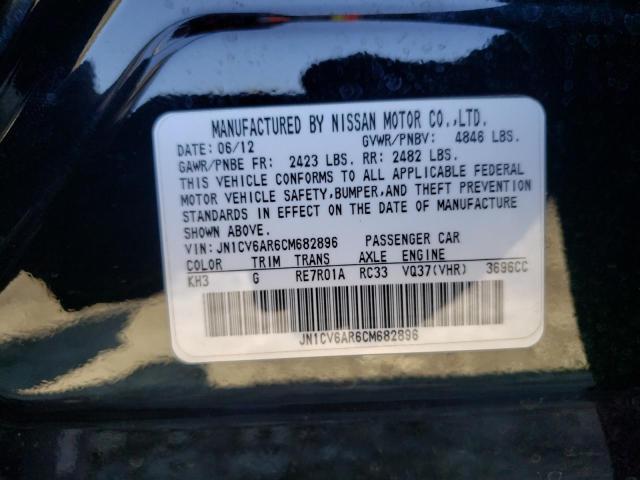 MANUFACTURED BY NISSAN MOTOR CO.,LTD.
DATE: 06/12 GVWR/PNBV: 4846 LBS.
GAWR/PNBE FR: 2423 LBS. RR: 2482 LBS.
THIS VEHICLE CONFORMS TO ALL APPLICABLE FEDERAL
MOTOR VEHICLE SAFETY,BUMPER,AND THEFT PREVENTION
STANDARDS IN EFFECT ON THE DATE OF MANUFACTURE
SHOWN ABOVE.
VIN: JN1CV6AR6CM682896 PASSENGER CAR
COLOR TRIM TRANS AXLE ENGINE
KH3 G RE7R01A RC33 VQ37(VHR) 3696CC
JN1CV6AR6CM682896